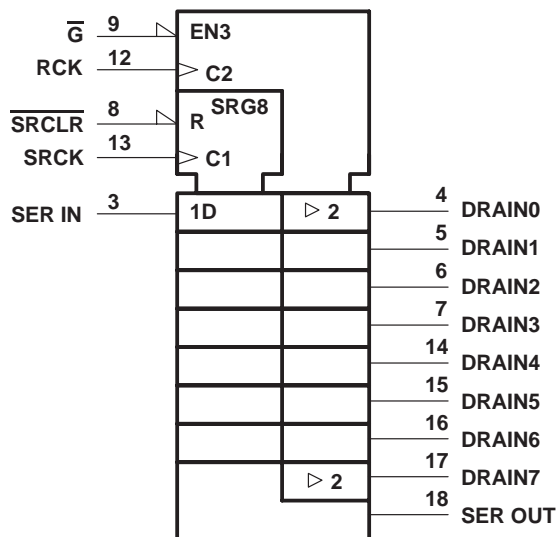 G 9 EN3
RCK 12 C2
SRG8
SRCLR 8 R
SRCK 13 C1
SER IN 3 1D 2 4 DRAIN0
5 DRAIN1
6 DRAIN2
7 DRAIN3
14 DRAIN4
15 DRAIN5
16 DRAIN6
2 17 DRAIN7
18 SER OUT